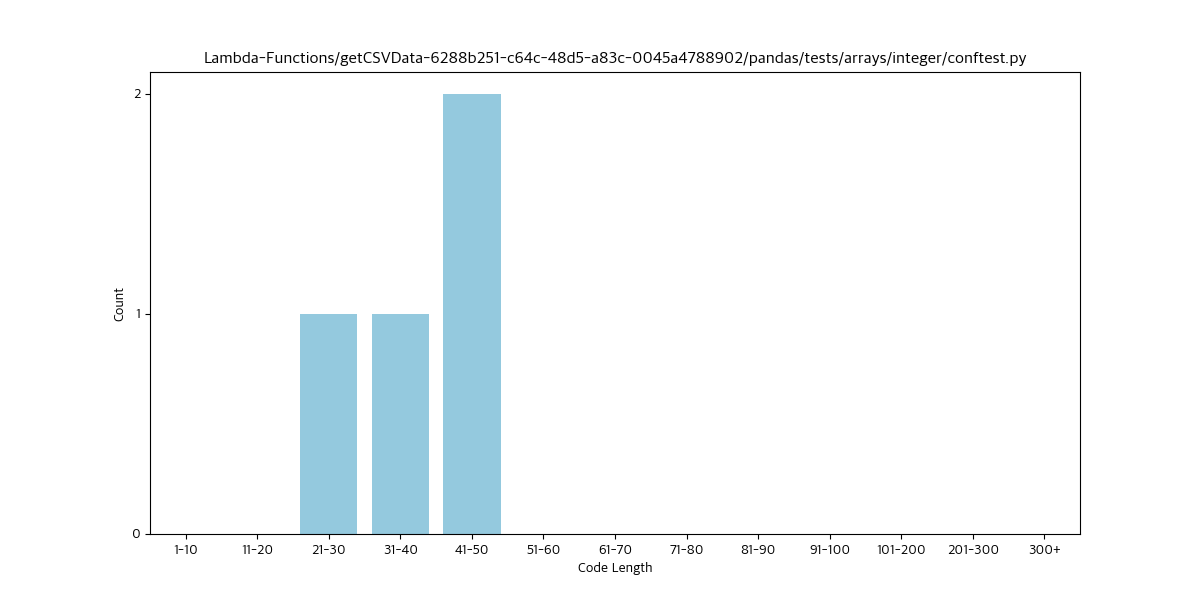 Lambda-Functions/getCSVData-6288b251-c64c-48d5-a83c-0045a4788902/pandas/tests/arrays/integer/conftest.py
Count
2
1
0
1-10 11-20 21-30 31-40 41-50 51-60 61-70 71-80 81-90 91-100 101-200 201-300 300+
Code Length